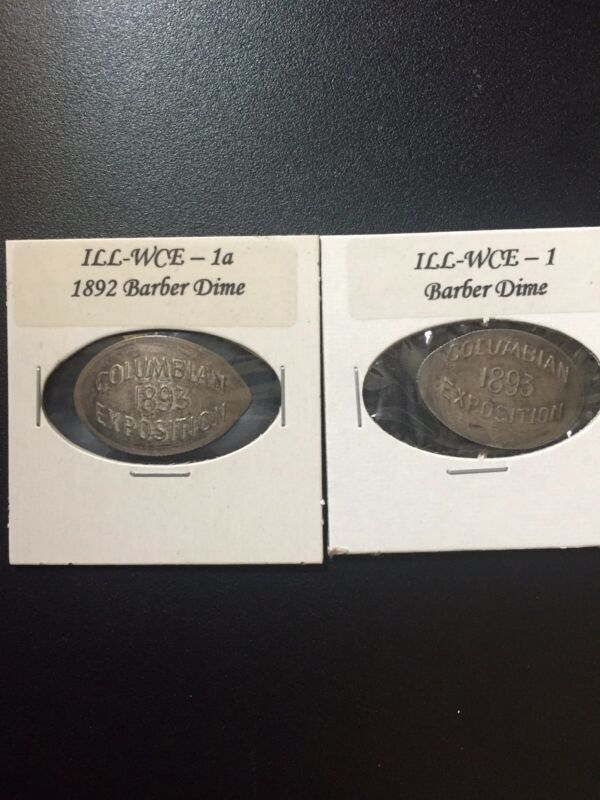 ILL-WCE – 1a
1892 Barber Dime
COLUMBIAN
1893
EXPOSITION
ILL-WCE – 1
Barber Dime
COLUMBIAN
1893
EXPOSITION